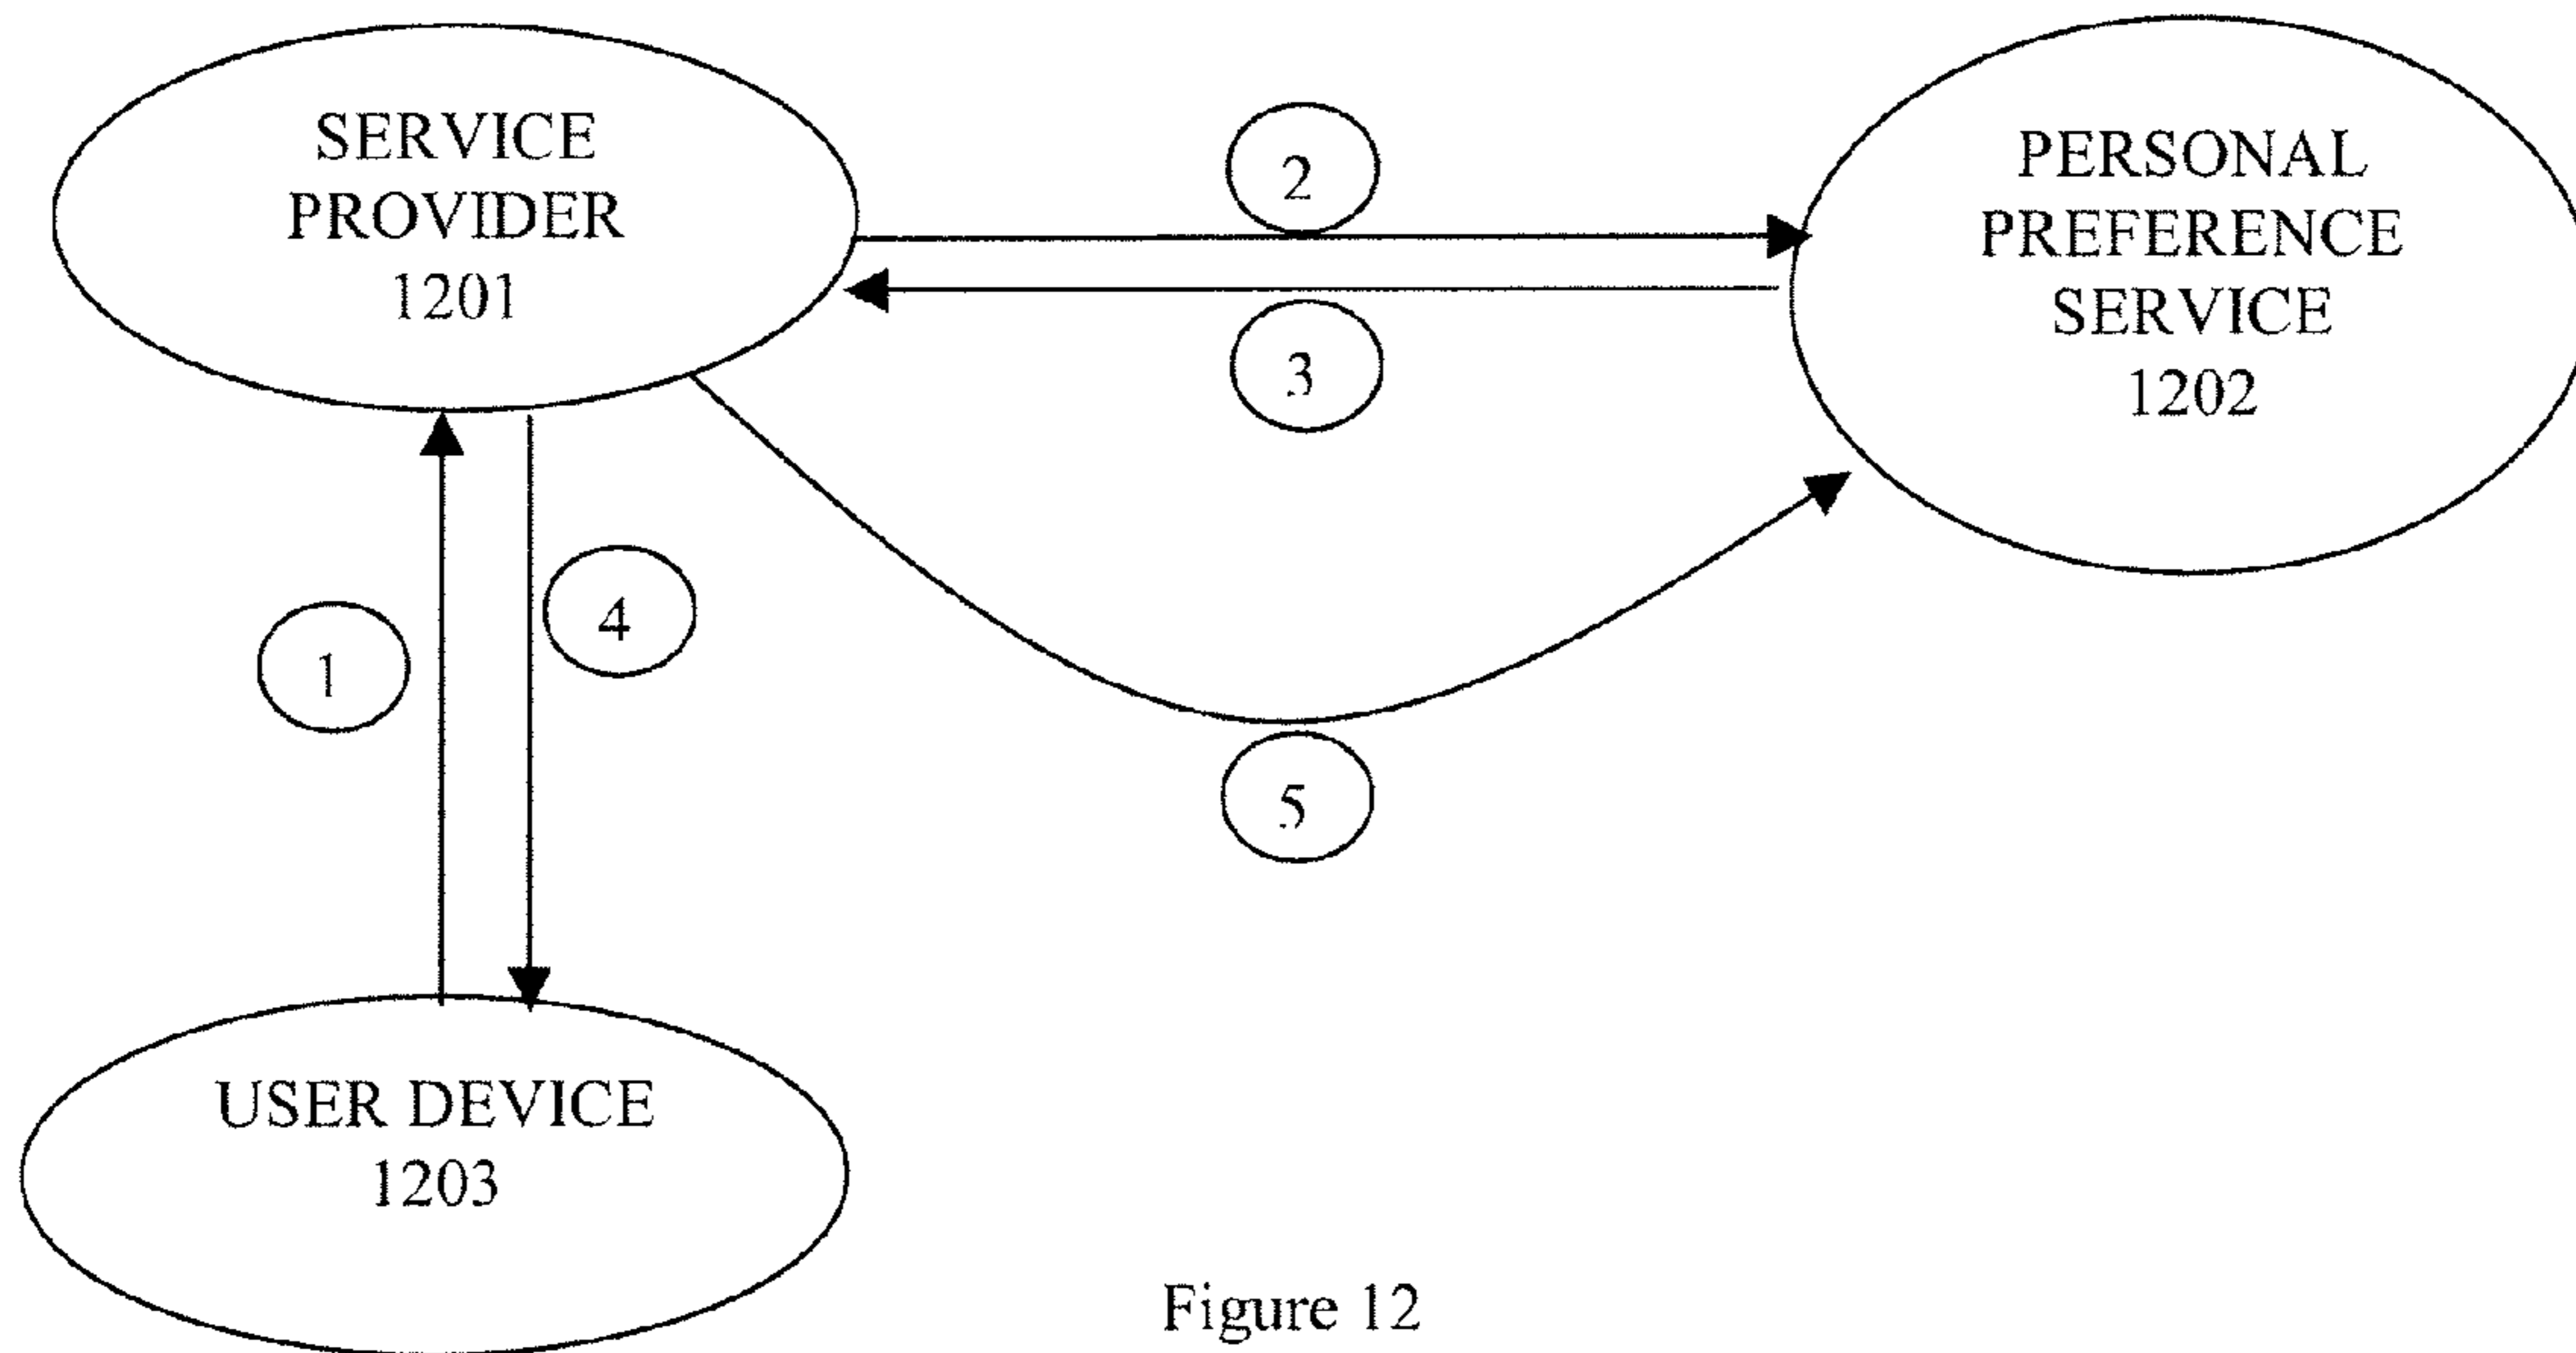 SERVICE
PROVIDER
1201
2
PERSONAL
PREFERENCE
SERVICE
1202
3
1
4
5
USER DEVICE
1203
Figure 12